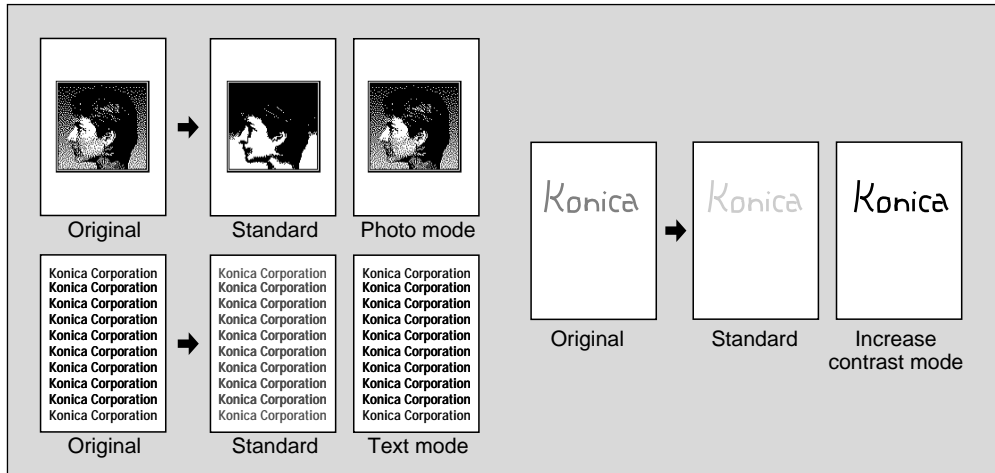 Original
Standard
Photo mode
Konica Corporation
Konica Corporation
Konica Corporation
Konica Corporation
Konica Corporation
Konica Corporation
Konica Corporation
Konica Corporation
Konica Corporation
Konica Corporation
Original
Konica Corporation
Konica Corporation
Konica Corporation
Konica Corporation
Konica Corporation
Konica Corporation
Konica Corporation
Konica Corporation
Konica Corporation
Konica Corporation
Standard
Konica Corporation
Konica Corporation
Konica Corporation
Konica Corporation
Konica Corporation
Konica Corporation
Konica Corporation
Konica Corporation
Konica Corporation
Konica Corporation
Text mode
Konica
Original
Konica
Standard
Konica
Increase
contrast mode